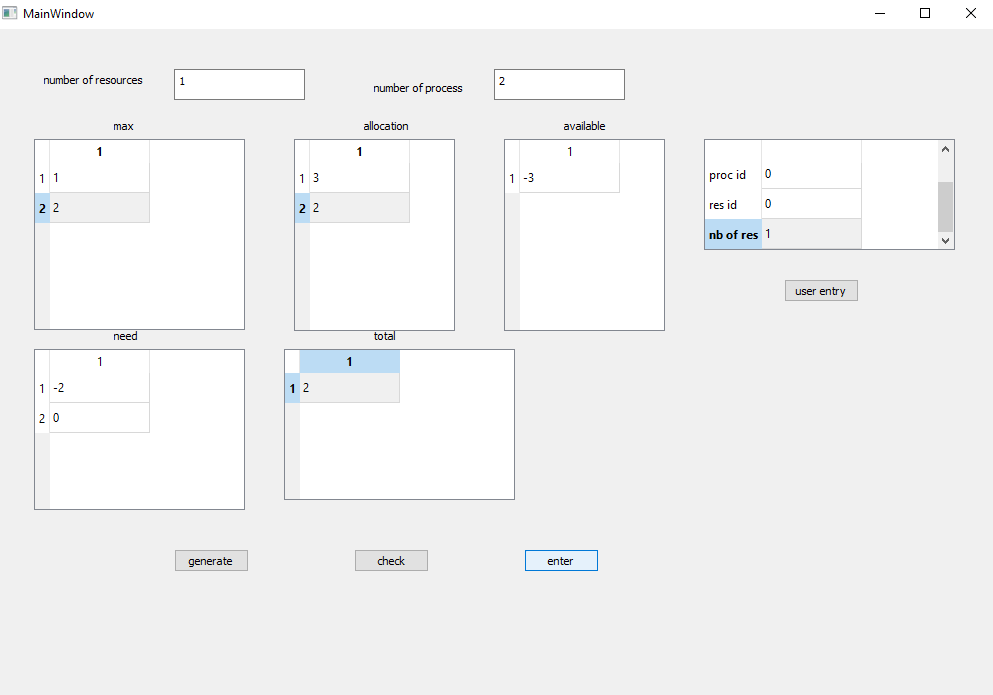 MainWindow
number of resources 1 number of process 2
max allocation available
1 1 1
1 1 1 3 1 -3 proc id 0
2 2 2 2 res id 0
nb of res 1
user entry
need total
1 1
1 -2 1 2
2 0
generate check enter